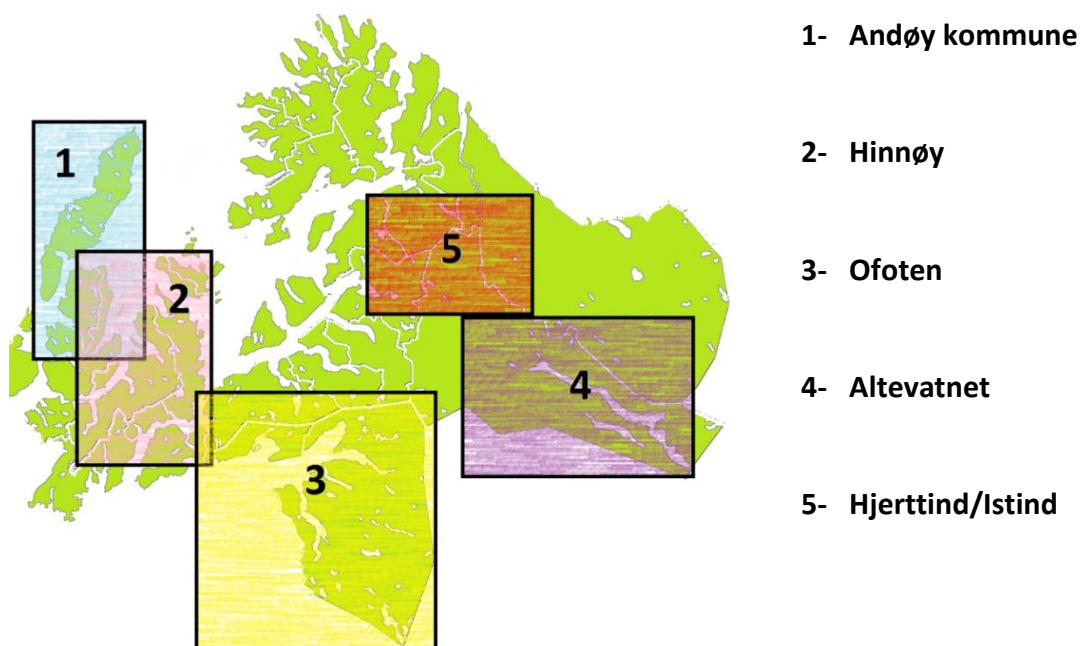 1
2
5
4
3
1- Andøy kommune
2- Hinnøy
3- Ofoten
4- Altevatnet
5- Hjerttind/Istind